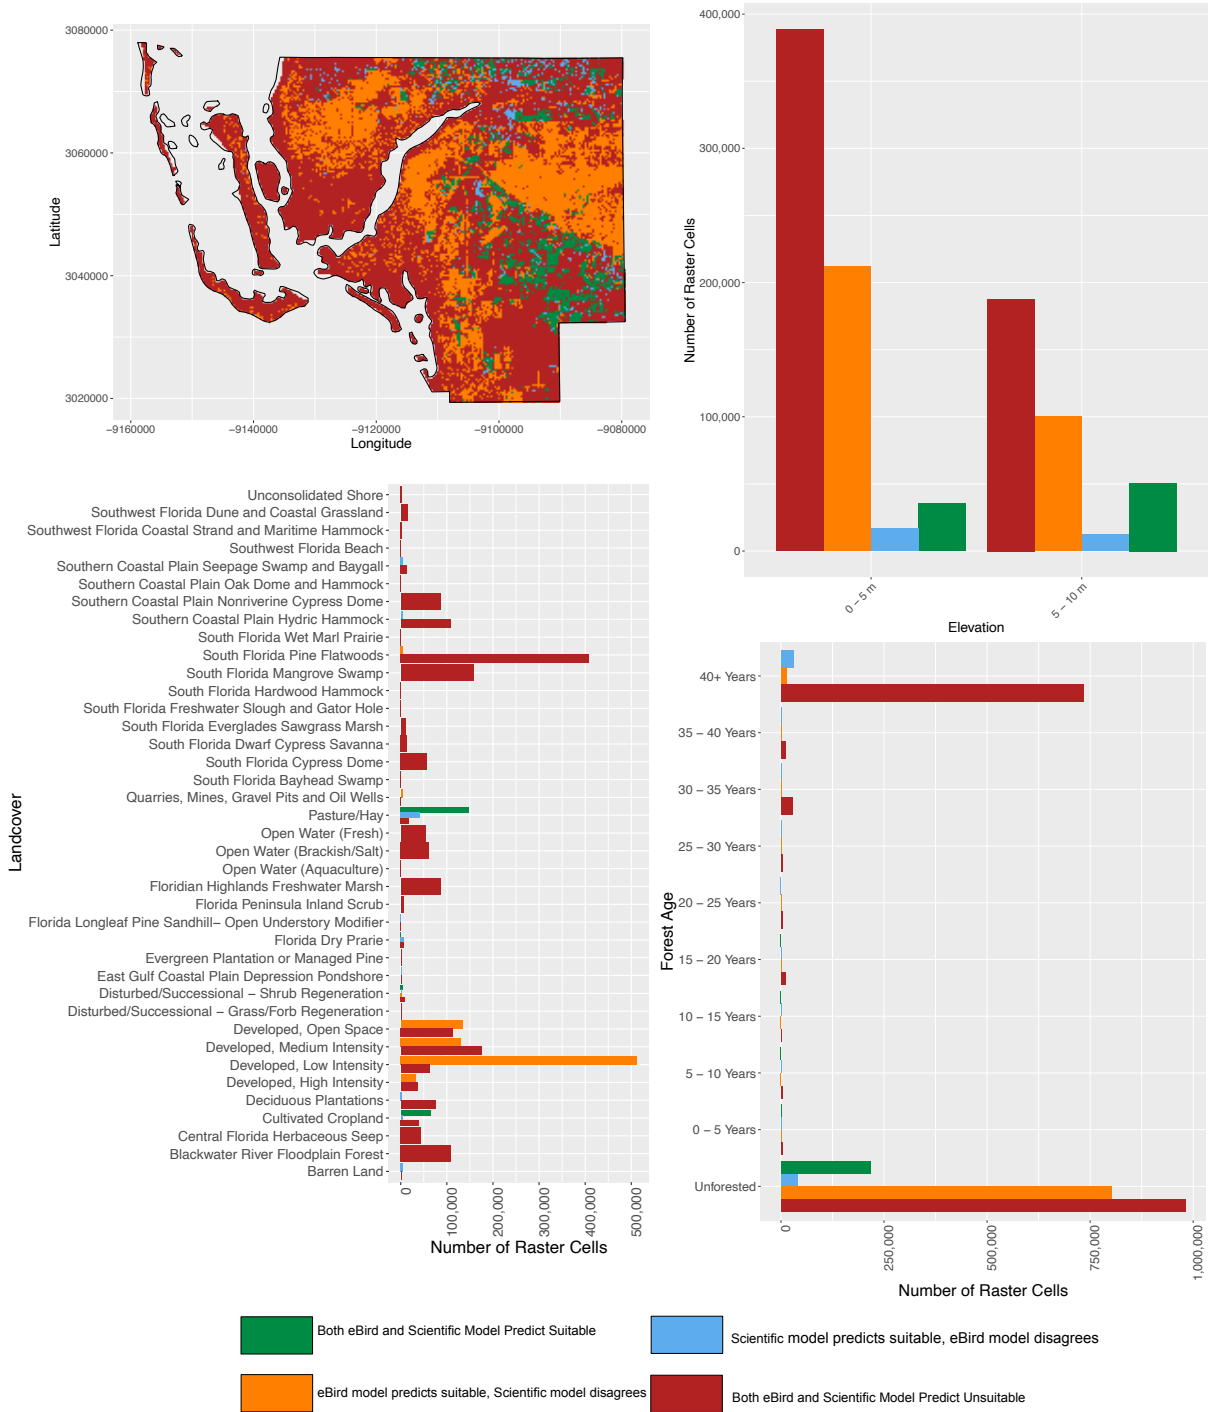 3080000
3060000
3040000
3020000
Latitude
−9160000
−9140000
−9120000
−9100000
−9080000
Longitude
400,000
300,000
200,000
100,000
0
Number of Raster Cells
0 − 5 m
5 − 10 m
Elevation
Landcover
Unconsolidated Shore
Southwest Florida Dune and Coastal Grassland
Southwest Florida Coastal Strand and Maritime Hammock
Southwest Florida Beach
Southern Coastal Plain Seepage Swamp and Baygall
Southern Coastal Plain Oak Dome and Hammock
Southern Coastal Plain Nonriverine Cypress Dome
Southern Coastal Plain Hydric Hammock
South Florida Wet Marl Prairie
South Florida Pine Flatwoods
South Florida Mangrove Swamp
South Florida Hardwood Hammock
South Florida Freshwater Slough and Gator Hole
South Florida Everglades Sawgrass Marsh
South Florida Dwarf Cypress Savanna
South Florida Cypress Dome
South Florida Bayhead Swamp
Quarries, Mines, Gravel Pits and Oil Wells
Pasture/Hay
Open Water (Fresh)
Open Water (Brackish/Salt)
Open Water (Aquaculture)
Floridian Highlands Freshwater Marsh
Florida Peninsula Inland Scrub
Florida Longleaf Pine Sandhill− Open Understory Modifier
Florida Dry Prarie
Evergreen Plantation or Managed Pine
East Gulf Coastal Plain Depression Pondshore
Disturbed/Successional − Shrub Regeneration
Disturbed/Successional − Grass/Forb Regeneration
Developed, Open Space
Developed, Medium Intensity
Developed, Low Intensity
Developed, High Intensity
Deciduous Plantations
Cultivated Cropland
Central Florida Herbaceous Seep
Blackwater River Floodplain Forest
Barren Land
0
100,000
200,000
300,000
400,000
500,000
Number of Raster Cells
Forest Age
40+ Years
35 − 40 Years
30 − 35 Years
25 − 30 Years
20 − 25 Years
15 − 20 Years
10 − 15 Years
5 − 10 Years
0 − 5 Years
Unforested
0
250,000
500,000
750,000
1,000,000
Number of Raster Cells
Both eBird and Scientific Model Predict Suitable
Scientific model predicts suitable, eBird model disagrees
eBird model predicts suitable, Scientific model disagrees
Both eBird and Scientific Model Predict Unsuitable